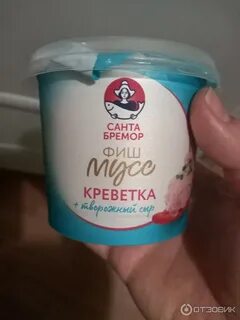 САНТА
БРЕМОР
ФИШ
мусс
КРЕВЕТКА
+ творожный сыр
ОТЗОВИК